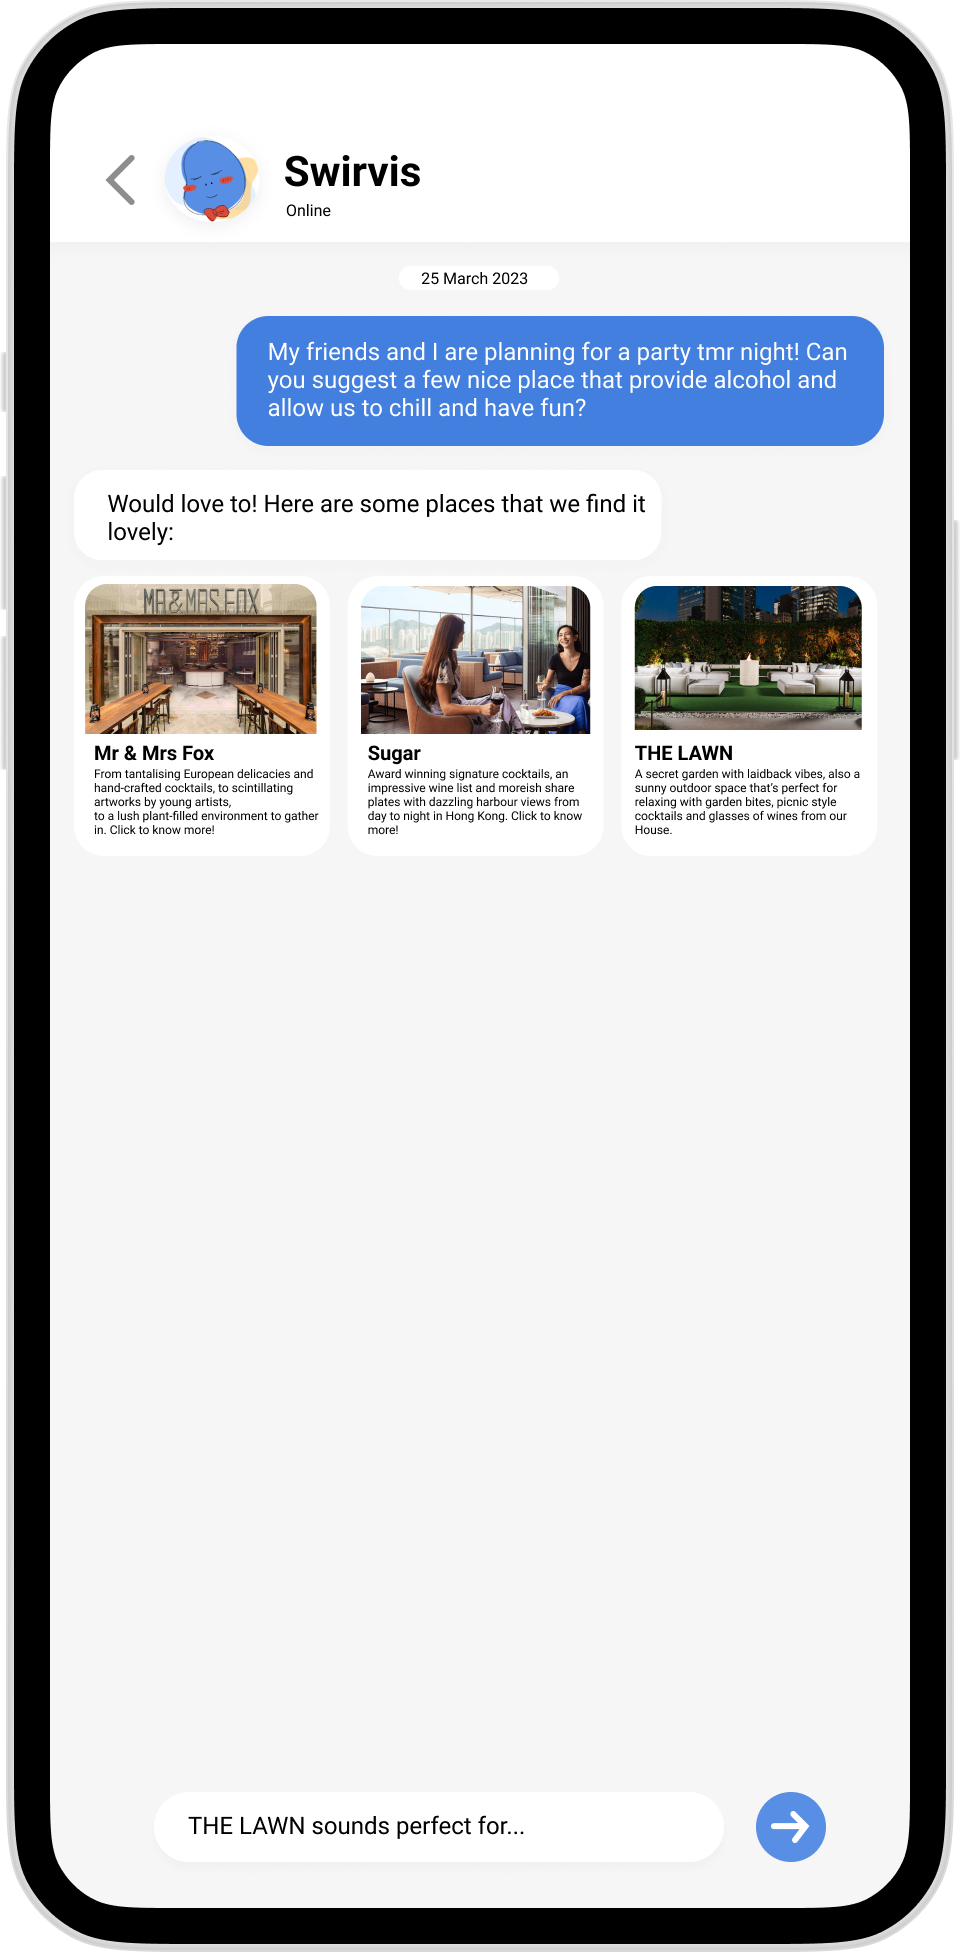 Swirvis
Online
25 March 2023
My friends and I are planning for a party tmr night! Can
you suggest a few nice place that provide alcohol and
allow us to chill and have fun?
Would love to! Here are some places that we find it
lovely:
MR & MRS FOX
Mr & Mrs Fox
From tantalising European delicacies and
hand-crafted cocktails, to scintillating
artworks by young artists,
to a lush plant-filled environment to gather
in. Click to know more!
Sugar
Award winning signature cocktails, an
impressive wine list and moreish share
plates with dazzling harbour views from
day to night in Hong Kong. Click to know
more!
THE LAWN
A secret garden with laidback vibes, also a
sunny outdoor space that's perfect for
relaxing with garden bites, picnic style
cocktails and glasses of wines from our
House.
THE LAWN sounds perfect for...